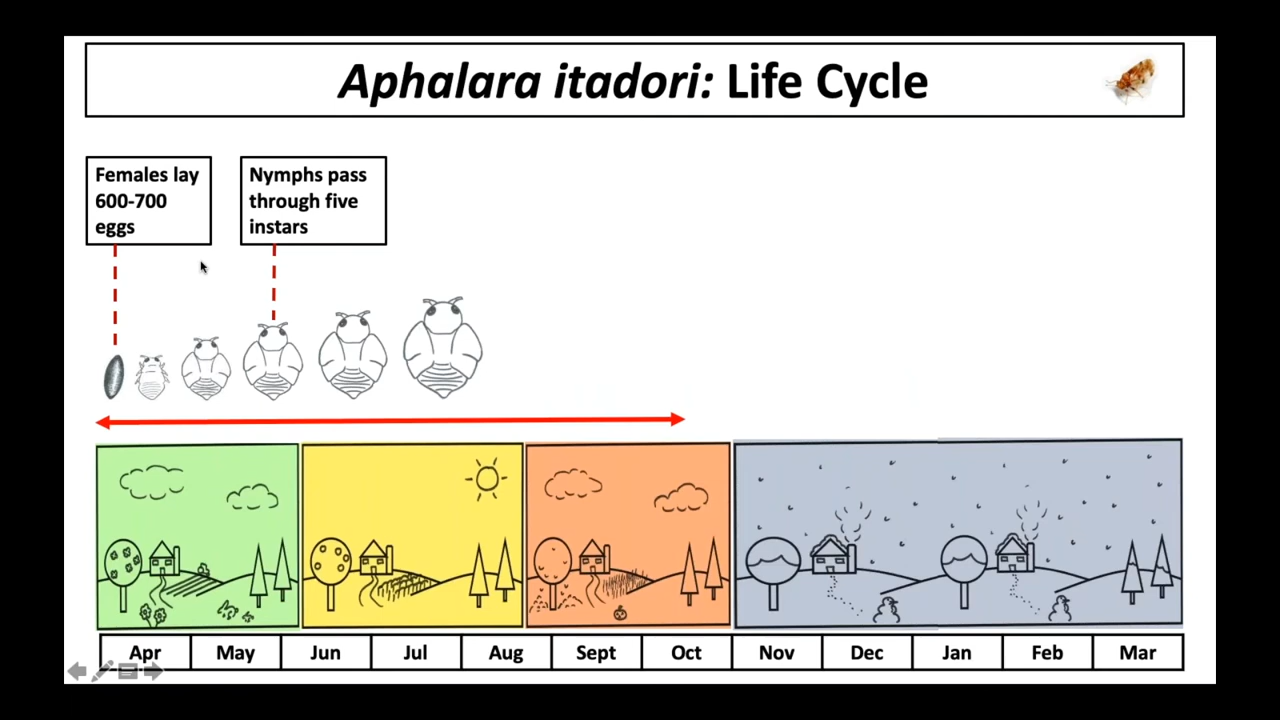 Aphalara itadori: Life Cycle
Females lay
600-700
eggs
Nymphs pass
through five
instars
Apr
May
Jun
Jul
Aug
Sept
Oct
Nov
Dec
Jan
Feb
Mar